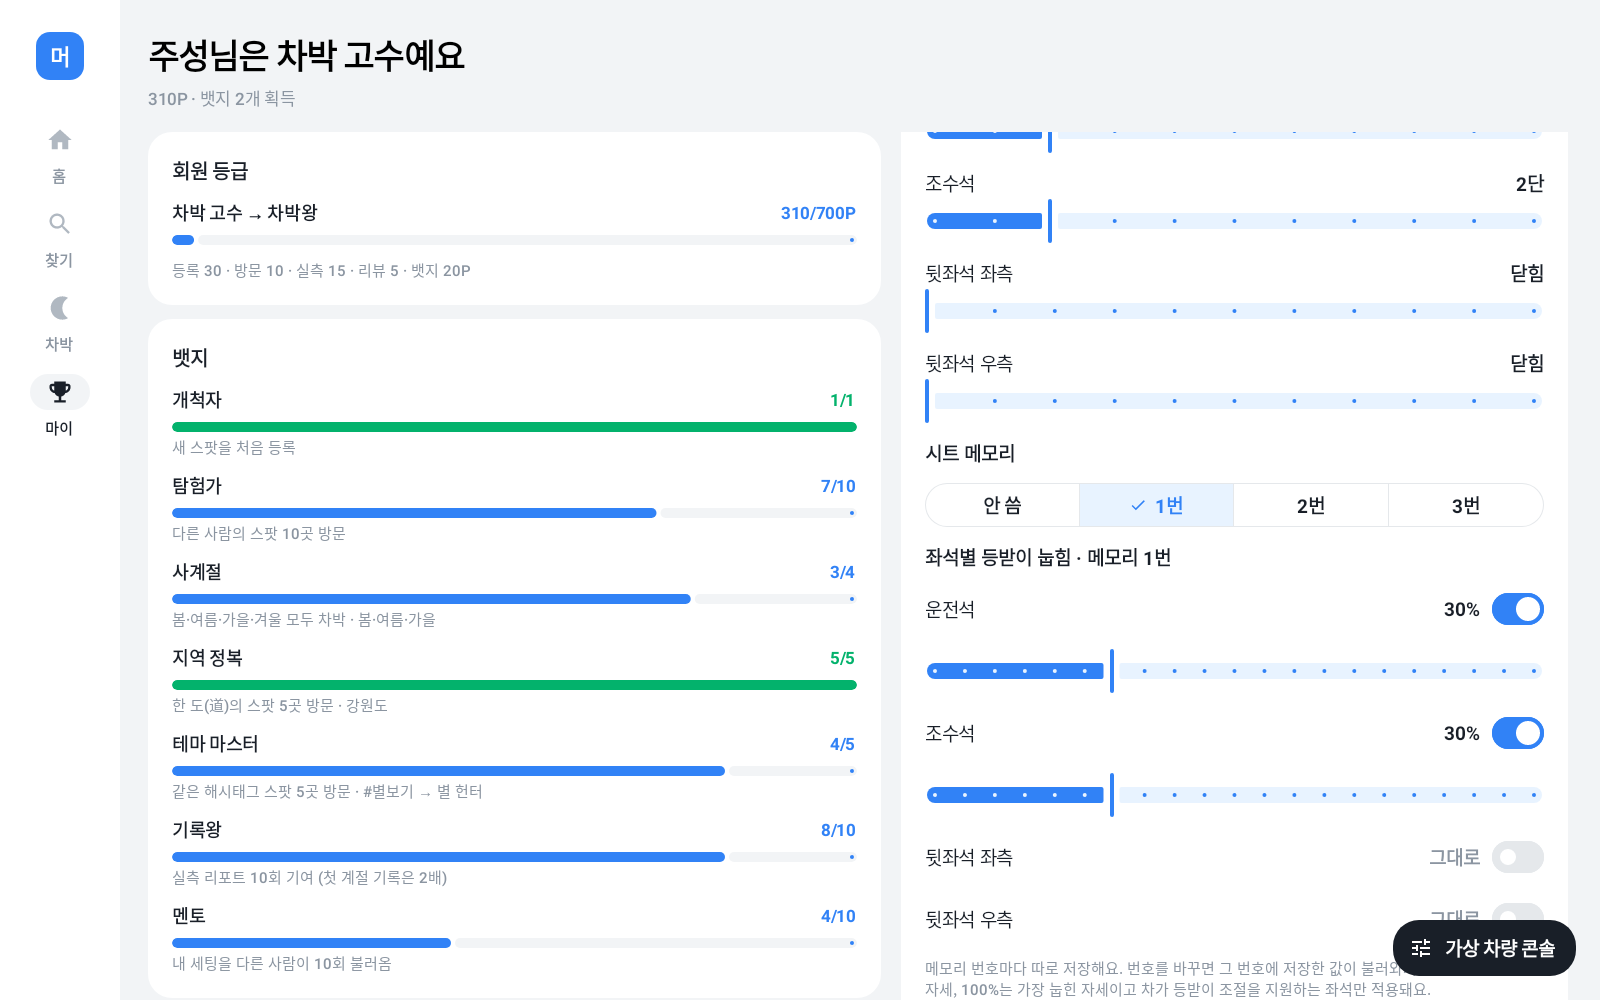 머
홈
찾기
차박
마이
주성님은 차박 고수예요
310P · 뱃지 2개 획득
회원 등급
차박 고수 → 차박왕
310/700P
등록 30 · 방문 10 · 실측 15 · 리뷰 5 · 뱃지 20P
뱃지
개척자
1/1
새 스팟을 처음 등록
탐험가
7/10
다른 사람의 스팟 10곳 방문
사계절
3/4
봄·여름·가을·겨울 모두 차박 · 봄·여름·가을
지역 정복
5/5
한 도(道)의 스팟 5곳 방문 · 강원도
테마 마스터
4/5
같은 해시태그 스팟 5곳 방문 · #별보기 → 별 헌터
기록왕
8/10
실측 리포트 10회 기여 (첫 계절 기록은 2배)
멘토
4/10
내 세팅을 다른 사람이 10회 불러옴
조수석
2단
뒷좌석 좌측
닫힘
뒷좌석 우측
닫힘
시트 메모리
안 씀
1번
2번
3번
좌석별 등받이 눕힘 · 메모리 1번
운전석
30%
조수석
30%
뒷좌석 좌측
그대로
뒷좌석 우측
그대로
가상 차량 콘솔
메모리 번호마다 따로 저장해요. 번호를 바꾸면 그 번호에 저장한 값이
자세, 100%는 가장 눕힌 자세이고 차가 등받이 조절을 지원하는 좌석만 적용돼요.